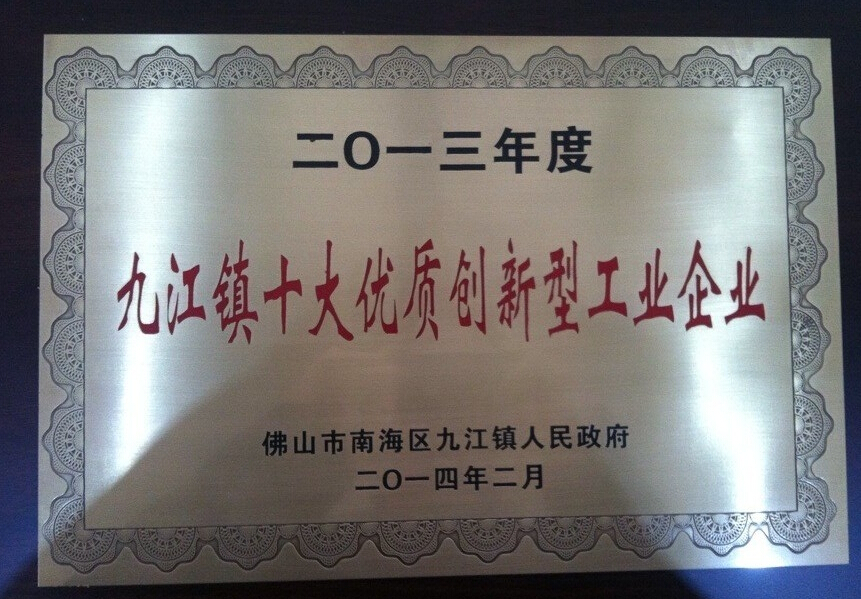 二〇一三年度
九江镇十大优质创新型工业企业
佛山市南海区九江镇人民政府
二〇一四年二月